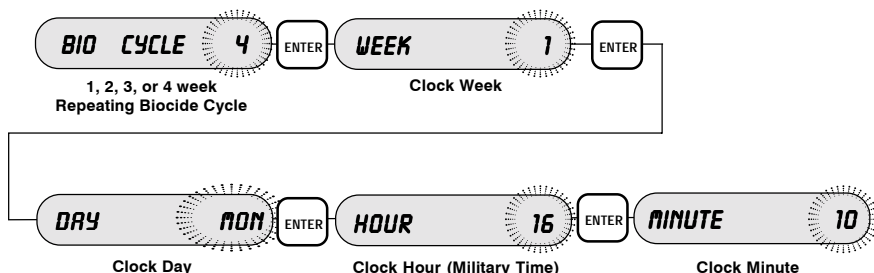 BIO CYCLE 4 ENTER WEEK 1 ENTER
1, 2, 3, or 4 week
Repeating Biocide Cycle
Clock Week
DAY MON ENTER HOUR 16 ENTER MINUTE 10
Clock Day Clock Hour (Military Time) Clock Minute